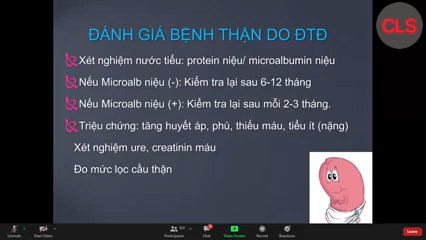 CLS
ĐÁNH GIÁ BỆNH THẬN DO ĐTĐ
Xét nghiệm nước tiểu: protein niệu/ microalbumin niệu
Nếu Microalb niệu (-): Kiểm tra lại sau 6-12 tháng
Nếu Microalb niệu (+): Kiểm tra lại sau mỗi 2-3 tháng.
Triệu chứng: tăng huyết áp, phù, thiếu máu, tiểu ít (nặng)
Xét nghiệm ure, creatinin máu
Đo mức lọc cầu thận
Unmute Start Video Participants Chat Share Screen Record Reactions Leave